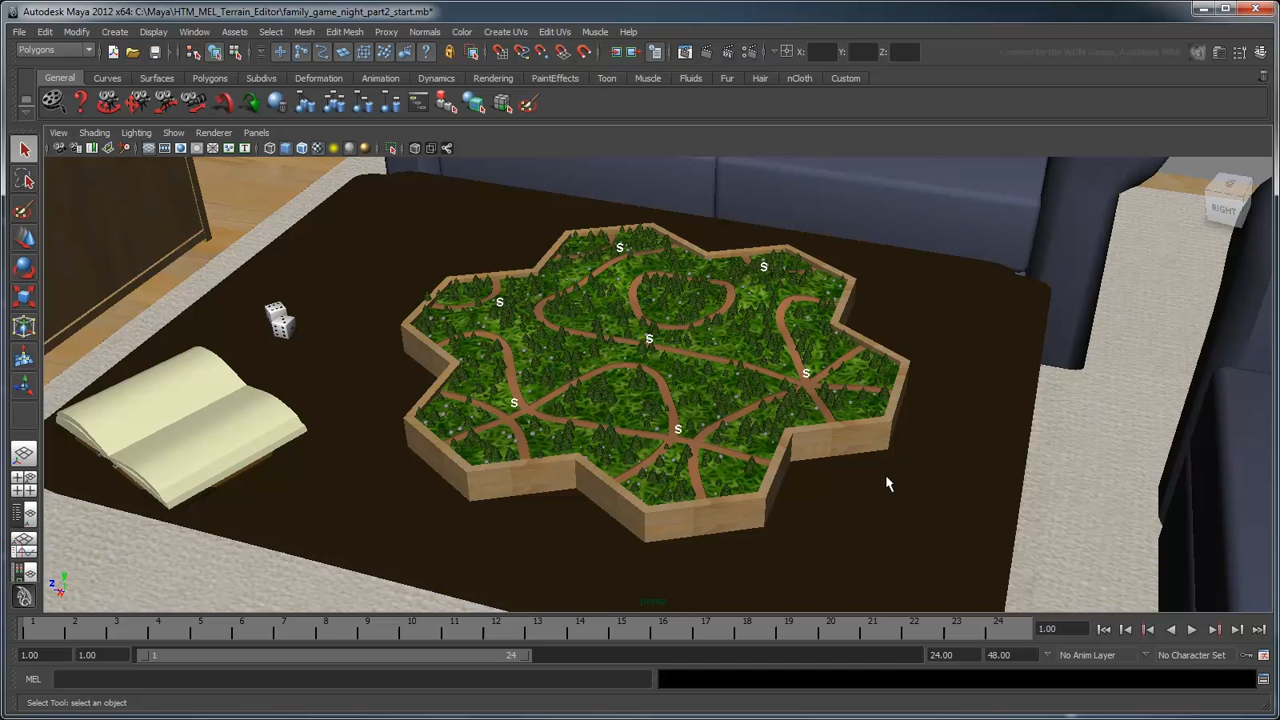 Autodesk Maya 2012 x64: C:\Maya\HTM_MEL_Terrain_Editor\family_game_night_part2_start.mb*
File Edit Modify Create Display Window Assets Select Mesh Edit Mesh Proxy Normals Color Create UVs Edit UVs Muscle Help
Polygons X: Y: Z:
General Curves Surfaces Polygons Subdivs Deformation Animation Dynamics Rendering PaintEffects Toon Muscle Fluids Fur Hair nCloth Custom
View Shading Lighting Show Renderer Panels
RIGHT
S
S
S
S
S
S
S
y
z
x
persp
1 2 3 4 5 6 7 8 9 10 11 12 13 14 15 16 17 18 19 20 21 22 23 24 1.00
1.00 1.00 1 24 24.00 48.00 No Anim Layer No Character Set
MEL
Select Tool: select an object